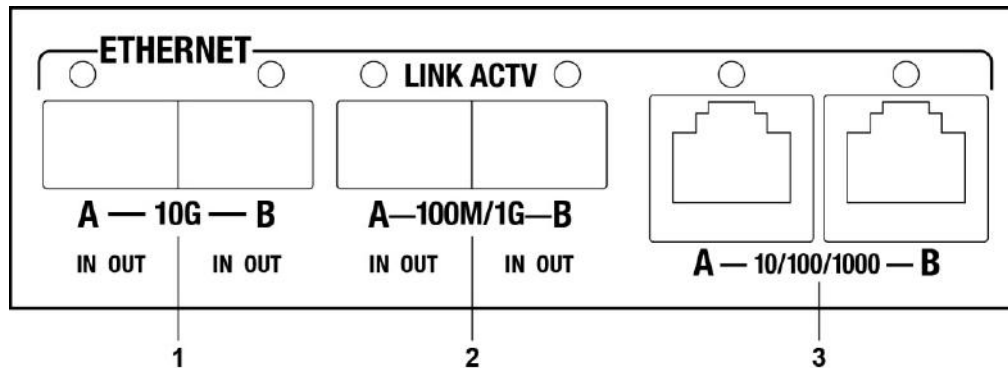 ETHERNET
LINK ACTV
A — 10G — B
A—100M/1G—B
IN OUT IN OUT
IN OUT IN OUT
A — 10/100/1000 — B
1 2 3